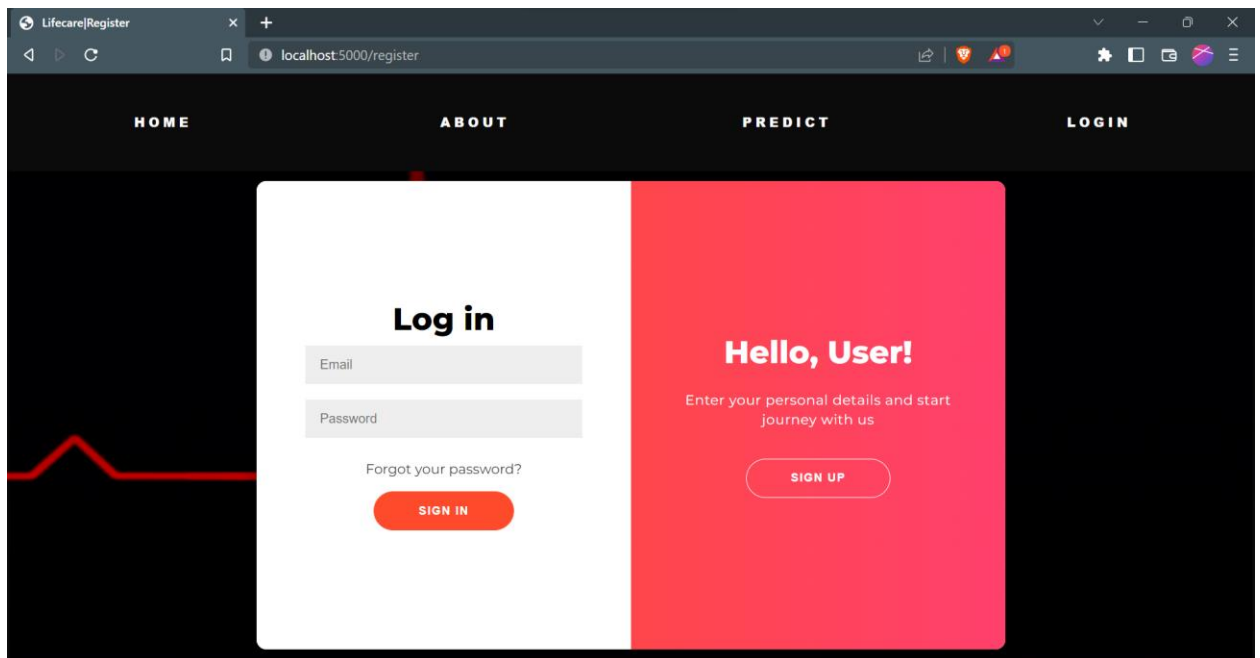 Lifecare|Register
localhost:5000/register
HOME ABOUT PREDICT LOGIN
Log in
Email
Password
Forgot your password?
SIGN IN
Hello, User!
Enter your personal details and start
journey with us
SIGN UP